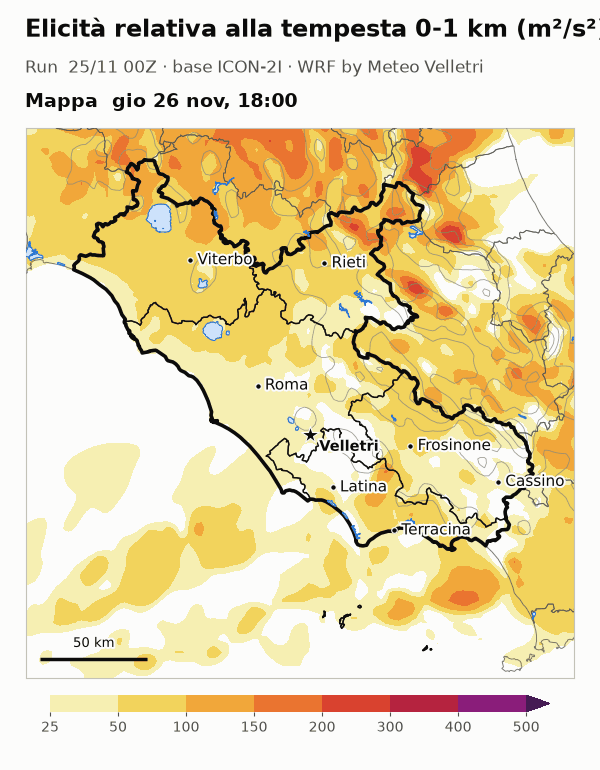 Elicità relativa alla tempesta 0-1 km (m²/s²)
Run 25/11 00Z · base ICON-2I · WRF by Meteo Velletri
Mappa gio 26 nov, 18:00
Viterbo
Rieti
Roma
Velletri
Frosinone
Cassino
Latina
Terracina
50 km
25 50 100 150 200 300 400 500